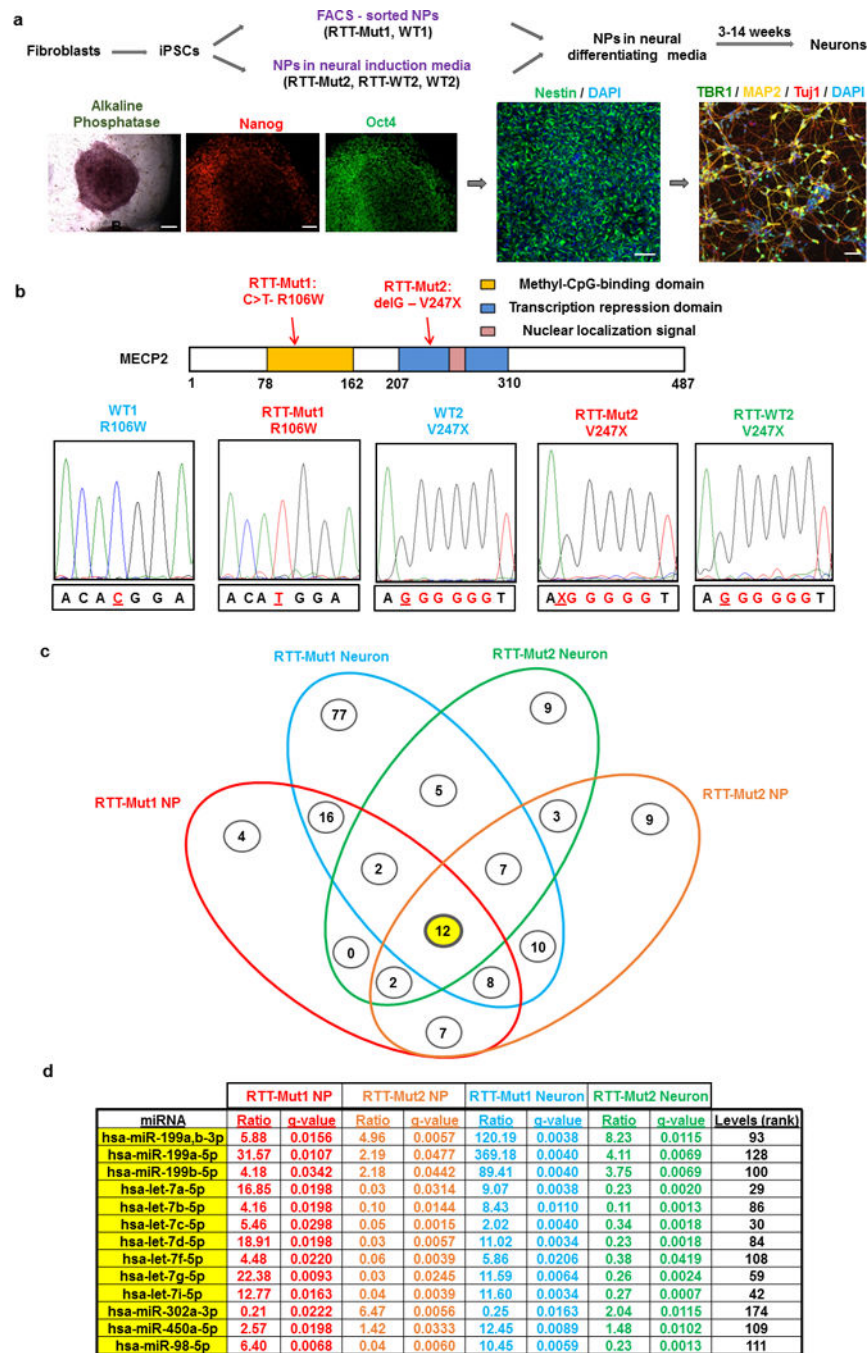 a
FACS - sorted NPs
(RTT-Mut1, WT1)
Fibroblasts
iPSCs
NPs in neural induction media
(RTT-Mut2, RTT-WT2, WT2)
NPs in neural
differentiating media
3-14 weeks
Neurons
Alkaline
Phosphatase
Nanog
Oct4
Nestin / DAPI
TBR1 / MAP2 / Tuj1 / DAPI
b
RTT-Mut1:
C>T- R106W
RTT-Mut2:
delG – V247X
Methyl-CpG-binding domain
Transcription repression domain
Nuclear localization signal
MECP2
1 78 162 207 310 487
WT1
R106W
RTT-Mut1
R106W
WT2
V247X
RTT-Mut2
V247X
RTT-WT2
V247X
A C A C G G A
A C A T G G A
A G G G G G G T
A X G G G G G T
A G G G G G G T
c
RTT-Mut1 Neuron
RTT-Mut2 Neuron
RTT-Mut1 NP
RTT-Mut2 NP
77
9
5
16
3
4
9
2
7
12
0
10
2
8
7
d
RTT-Mut1 NP RTT-Mut2 NP RTT-Mut1 Neuron RTT-Mut2 Neuron
miRNA Ratio q-value Ratio q-value Ratio q-value Ratio q-value Levels (rank)
hsa-miR-199a,b-3p 5.88 0.0156 4.96 0.0057 120.19 0.0038 8.23 0.0115 93
hsa-miR-199a-5p 31.57 0.0107 2.19 0.0477 369.18 0.0040 4.11 0.0069 128
hsa-miR-199b-5p 4.18 0.0342 2.18 0.0442 89.41 0.0040 3.75 0.0069 100
hsa-let-7a-5p 16.85 0.0198 0.03 0.0314 9.07 0.0038 0.23 0.0020 29
hsa-let-7b-5p 4.16 0.0198 0.10 0.0144 8.43 0.0110 0.11 0.0013 86
hsa-let-7c-5p 5.46 0.0298 0.05 0.0015 2.02 0.0040 0.34 0.0018 30
hsa-let-7d-5p 18.91 0.0198 0.03 0.0057 11.02 0.0034 0.23 0.0018 84
hsa-let-7f-5p 4.48 0.0220 0.06 0.0039 5.86 0.0206 0.38 0.0419 108
hsa-let-7g-5p 22.38 0.0093 0.03 0.0245 11.59 0.0064 0.26 0.0024 59
hsa-let-7i-5p 12.77 0.0163 0.04 0.0039 11.60 0.0034 0.27 0.0007 42
hsa-miR-302a-3p 0.21 0.0222 6.47 0.0056 0.25 0.0163 2.04 0.0115 174
hsa-miR-450a-5p 2.57 0.0198 1.42 0.0333 12.45 0.0089 1.48 0.0102 109
hsa-miR-98-5p 6.40 0.0068 0.04 0.0060 10.45 0.0059 0.23 0.0013 111